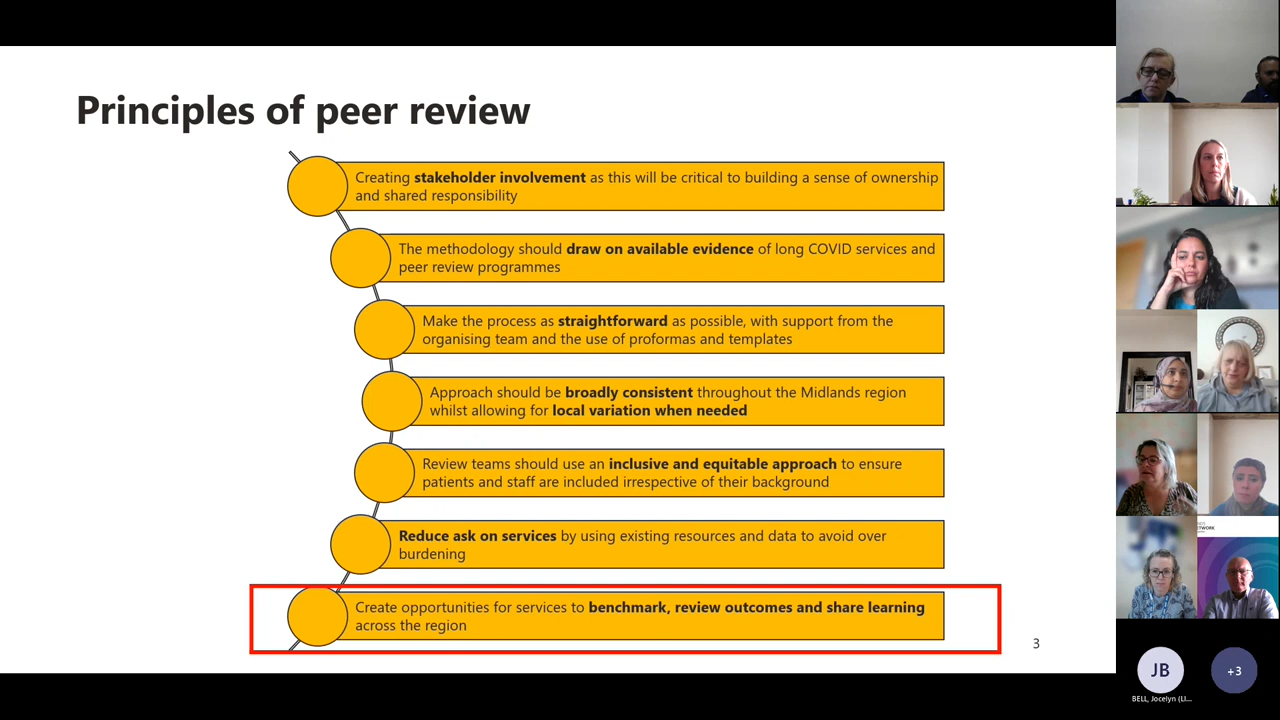 Principles of peer review
Creating stakeholder involvement as this will be critical to building a sense of ownership
and shared responsibility
The methodology should draw on available evidence of long COVID services and
peer review programmes
Make the process as straightforward as possible, with support from the
organising team and the use of proformas and templates
Approach should be broadly consistent throughout the Midlands region
whilst allowing for local variation when needed
Review teams should use an inclusive and equitable approach to ensure
patients and staff are included irrespective of their background
Reduce ask on services by using existing resources and data to avoid over
burdening
Create opportunities for services to benchmark, review outcomes and share learning
across the region
3
JB
+3
BELL, Jocelyn (LI...